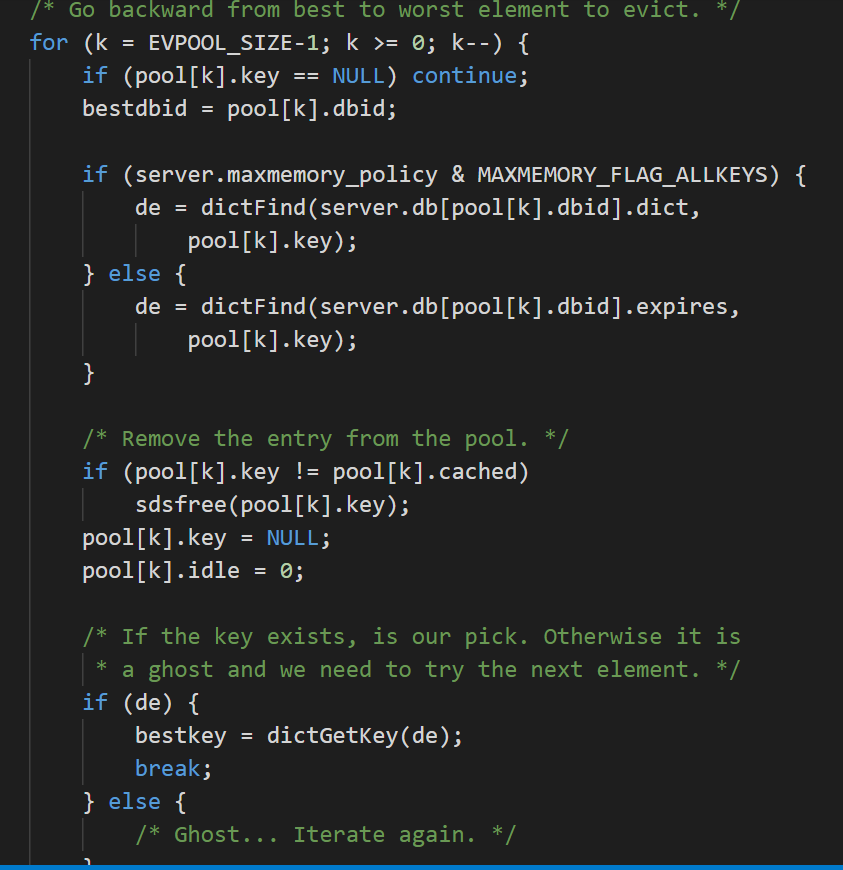 /* Go backward from best to worst element to evict. */
for (k = EVPOOL_SIZE-1; k >= 0; k--) {
    if (pool[k].key == NULL) continue;
    bestdbid = pool[k].dbid;

    if (server.maxmemory_policy & MAXMEMORY_FLAG_ALLKEYS) {
        de = dictFind(server.db[pool[k].dbid].dict,
            pool[k].key);
    } else {
        de = dictFind(server.db[pool[k].dbid].expires,
            pool[k].key);
    }

    /* Remove the entry from the pool. */
    if (pool[k].key != pool[k].cached)
        sdsfree(pool[k].key);
    pool[k].key = NULL;
    pool[k].idle = 0;

    /* If the key exists, is our pick. Otherwise it is
     * a ghost and we need to try the next element. */
    if (de) {
        bestkey = dictGetKey(de);
        break;
    } else {
        /* Ghost... Iterate again. */
    }